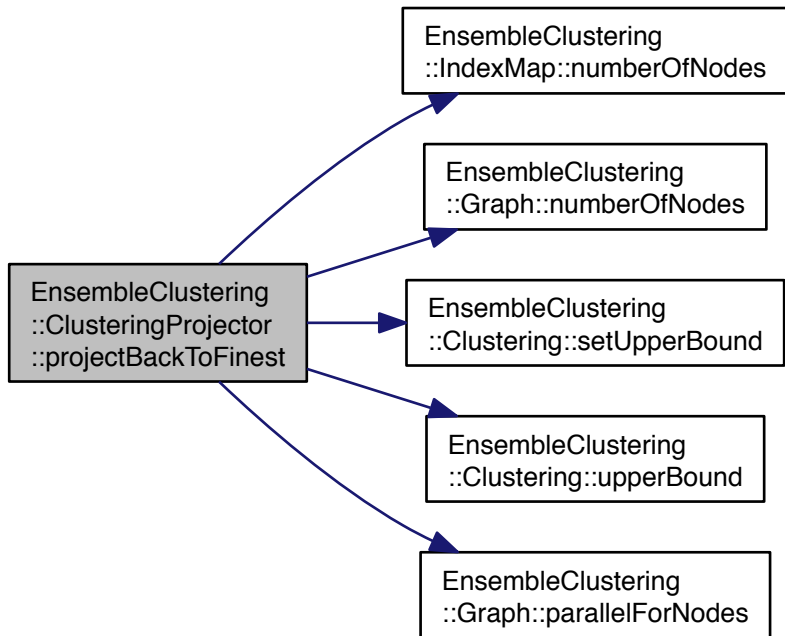 EnsembleClustering
::IndexMap::numberOfNodes
EnsembleClustering
::Graph::numberOfNodes
EnsembleClustering
::ClusteringProjector
::projectBackToFinest
EnsembleClustering
::Clustering::setUpperBound
EnsembleClustering
::Clustering::upperBound
EnsembleClustering
::Graph::parallelForNodes